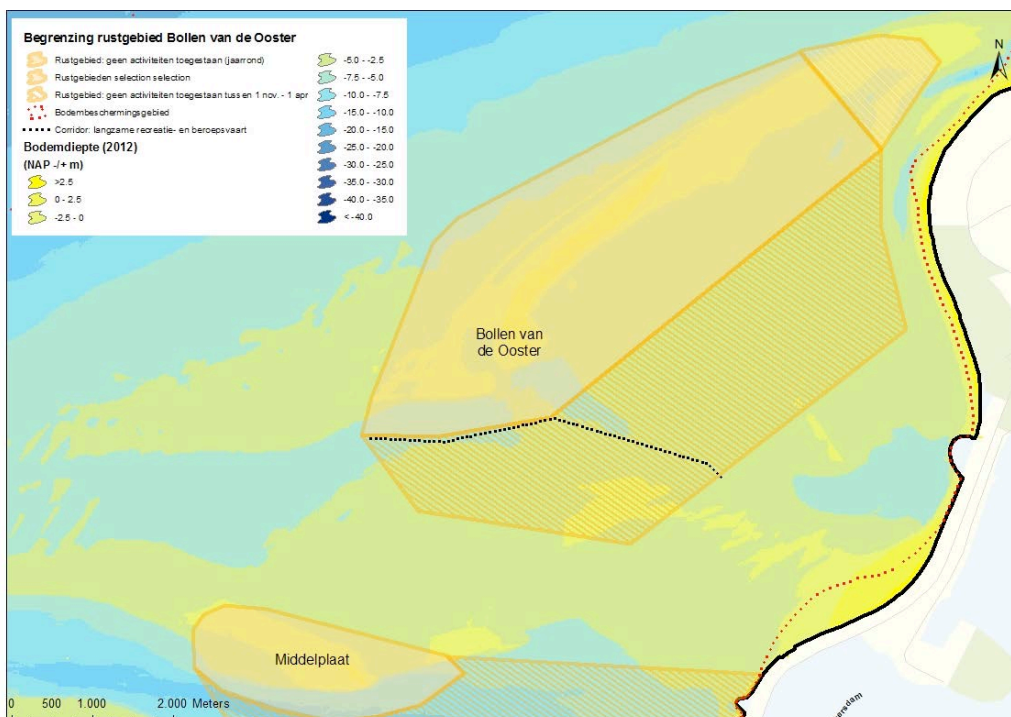 Begrenzing rustgebied Bollen van de Ooster
Rustgebied: geen activiteiten toegestaan (jaarrond)
Rustgebieden selection selection
Rustgebied: geen activiteiten toegestaan tuss en 1 nov. - 1 apr
Bodembeschermingsgebied
Corridor: langzame recreatie- en beroepsvaart
Bodemdiepte (2012)
(NAP -/+ m)
>2.5
0 - 2.5
-2.5 - 0
-5.0 - -2.5
-7.5 - -5.0
-10.0 - -7.5
-15.0 - -10.0
-20.0 - -15.0
-25.0 - -20.0
-30.0 - -25.0
-35.0 - -30.0
-40.0 - -35.0
< -40.0
N
Bollen van
de Ooster
Middelplaat
0 500 1.000 2.000 Meters
ersdam